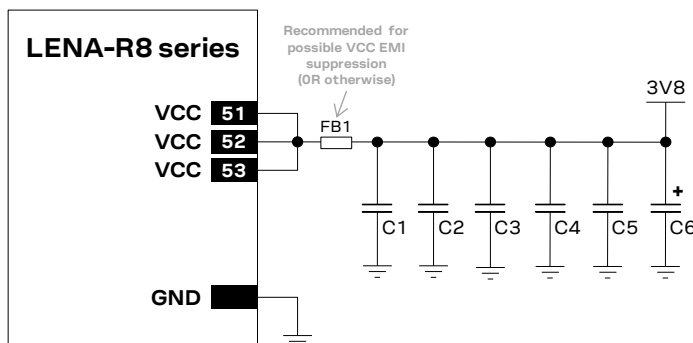 LENA-R8 series
Recommended for
possible VCC EMI
suppression
(0R otherwise)
3V8
VCC 51
FB1
VCC 52
VCC 53
+
C1 C2 C3 C4 C5 C6
GND